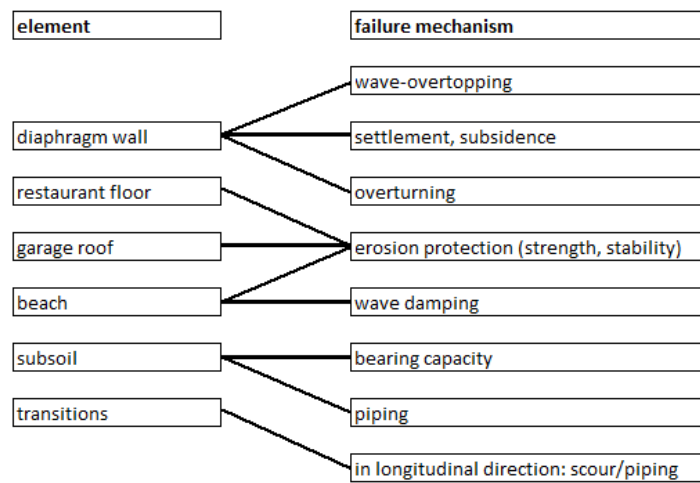 element
failure mechanism
wave-overtopping
diaphragm wall
settlement, subsidence
restaurant floor
overturning
garage roof
erosion protection (strength, stability)
beach
wave damping
subsoil
bearing capacity
transitions
piping
in longitudinal direction: scour/piping